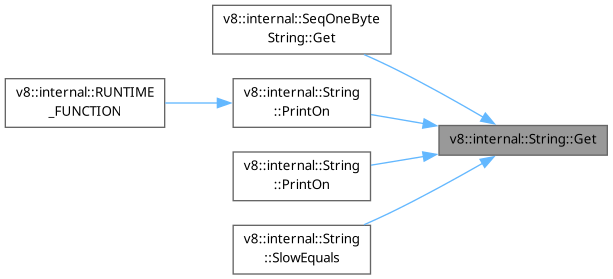 v8::internal::SeqOneByte
String::Get
v8::internal::RUNTIME
_FUNCTION
v8::internal::String
::PrintOn
v8::internal::String::Get
v8::internal::String
::PrintOn
v8::internal::String
::SlowEquals